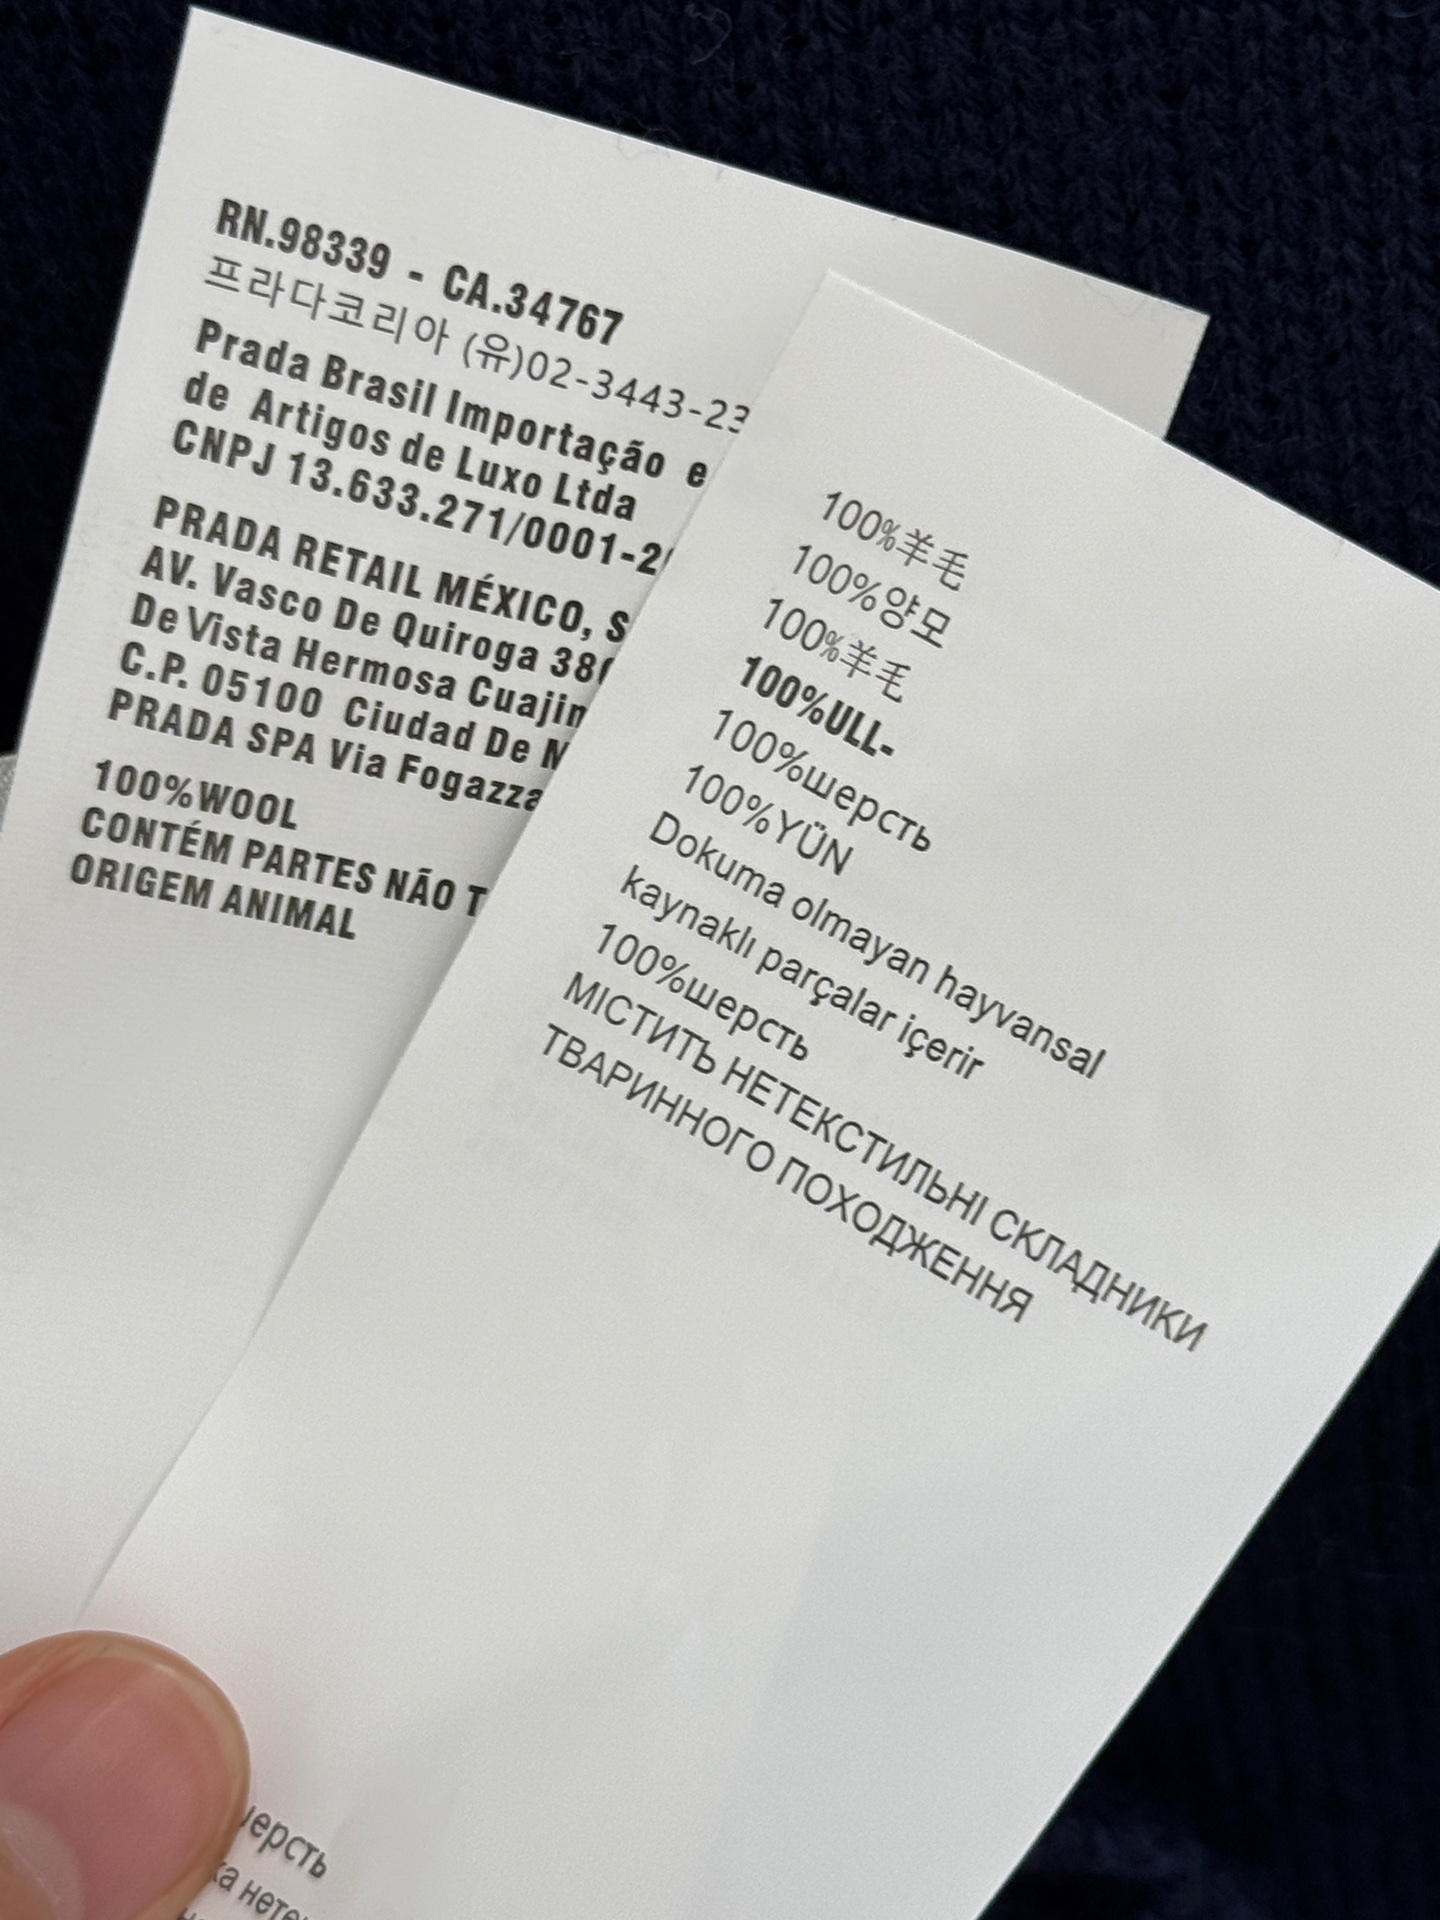 RN.98339 - CA.34767
프라다코리아 (유)02-3443-23
Prada Brasil Importação e
de Artigos de Luxo Ltda
CNPJ 13.633.271/0001-2
PRADA RETAIL MÉXICO, S
AV. Vasco De Quiroga 38
De Vista Hermosa Cuajim
C.P. 05100 Ciudad De M
PRADA SPA Via Fogazza
100%WOOL
CONTÉM PARTES NÃO T
ORIGEM ANIMAL
100%羊毛
100%양모
100%羊毛
100%ULL-
100%шерсть
100%YÜN
Dokuma olmayan hayvansal
kaynaklı parçalar içerir
100%шерсть
МІСТИТЬ НЕТЕКСТИЛЬНІ СКЛАДНИКИ
ТВАРИННОГО ПОХОДЖЕННЯ
ерсть
ка нете